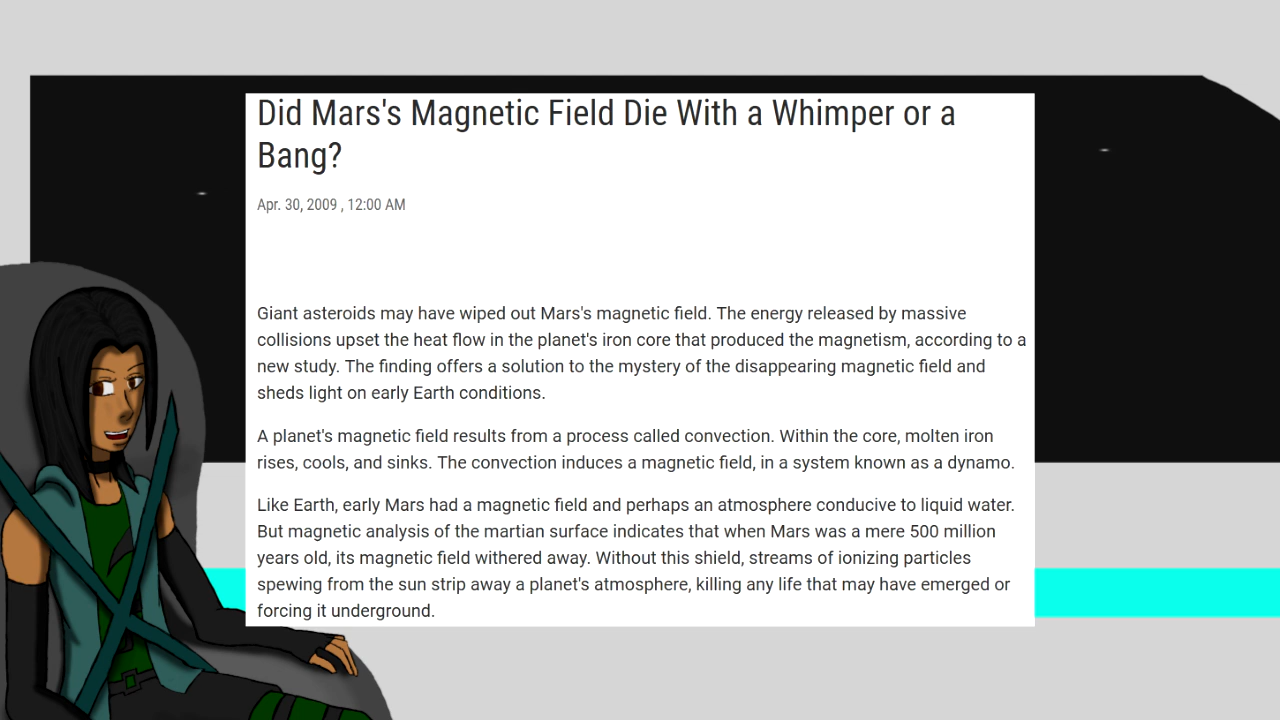 Did Mars's Magnetic Field Die With a Whimper or a
Bang?
Apr. 30, 2009 , 12:00 AM
Giant asteroids may have wiped out Mars's magnetic field. The energy released by massive
collisions upset the heat flow in the planet's iron core that produced the magnetism, according to a
new study. The finding offers a solution to the mystery of the disappearing magnetic field and
sheds light on early Earth conditions.
A planet's magnetic field results from a process called convection. Within the core, molten iron
rises, cools, and sinks. The convection induces a magnetic field, in a system known as a dynamo.
Like Earth, early Mars had a magnetic field and perhaps an atmosphere conducive to liquid water.
But magnetic analysis of the martian surface indicates that when Mars was a mere 500 million
years old, its magnetic field withered away. Without this shield, streams of ionizing particles
spewing from the sun strip away a planet's atmosphere, killing any life that may have emerged or
forcing it underground.